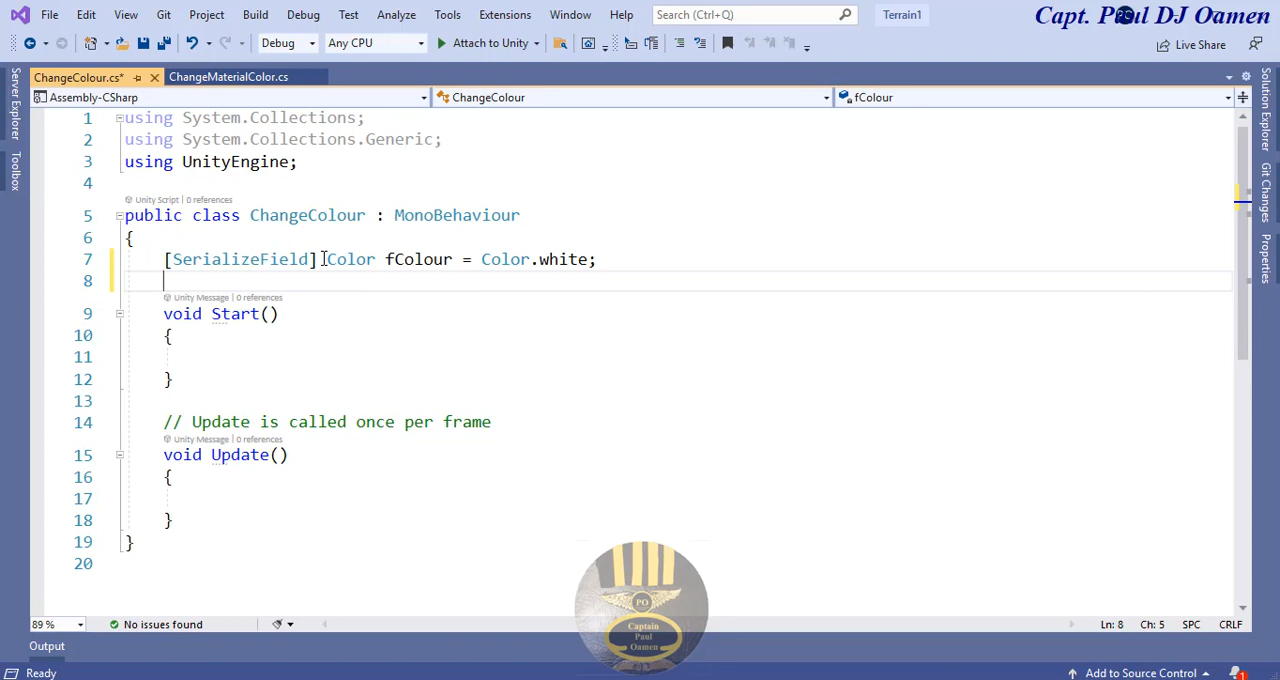 File Edit View Git Project Build Debug Test Analyze Tools Extensions Window Help Search (Ctrl+Q) Terrain1
Capt. Paul DJ Oamen
Debug Any CPU Attach to Unity Live Share
ChangeColour.cs* ChangeMaterialColor.cs
Assembly-CSharp ChangeColour fColour
Server Explorer
Toolbox
Solution Explorer
Git Changes
Properties
1 using System.Collections;
2 using System.Collections.Generic;
3 using UnityEngine;
4
Unity Script | 0 references
5 public class ChangeColour : MonoBehaviour
6 {
7 [SerializeField] Color fColour = Color.white;
8
Unity Message | 0 references
9 void Start()
10 {
11
12 }
13
14 // Update is called once per frame
Unity Message | 0 references
15 void Update()
16 {
17
18 }
19 }
20
PO
Captain
Paul
Oamen
89 % No issues found Ln: 8 Ch: 5 SPC CRLF
Output
Ready Add to Source Control 1